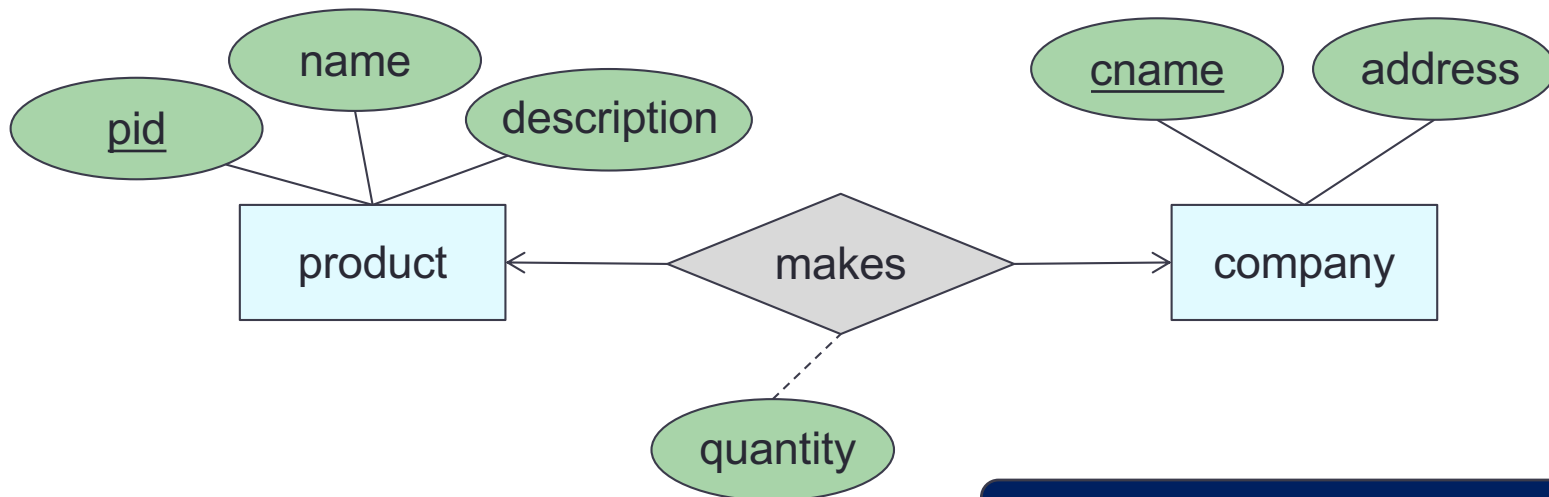 name
pid
description
cname
address
product
makes
company
quantity